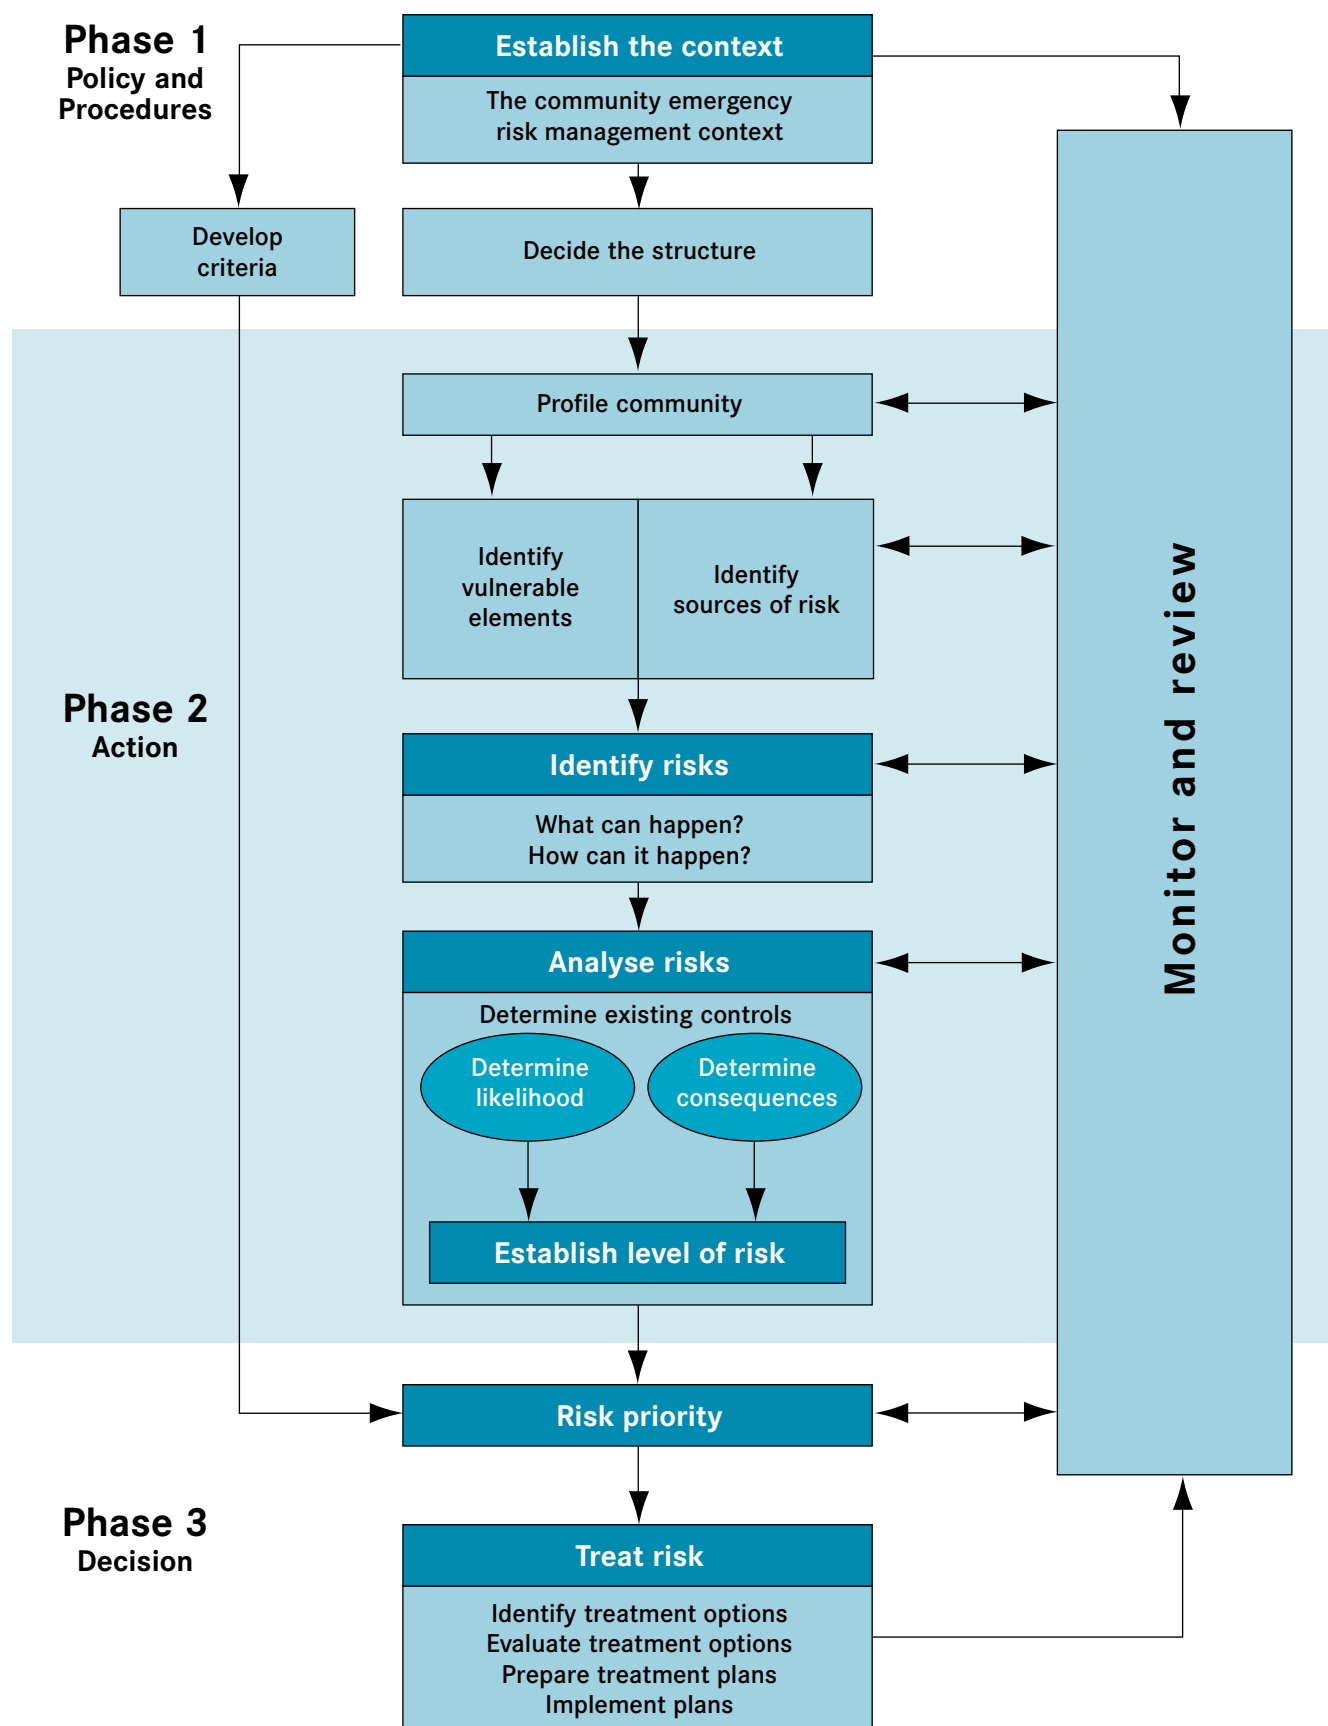 Phase 1
Policy and
Procedures
Establish the context
The community emergency
risk management context
Develop
criteria
Decide the structure
Profile community
Identify
vulnerable
elements
Identify
sources of risk
Phase 2
Action
Identify risks
What can happen?
How can it happen?
Analyse risks
Determine existing controls
Determine
likelihood
Determine
consequences
Establish level of risk
Monitor and review
Risk priority
Phase 3
Decision
Treat risk
Identify treatment options
Evaluate treatment options
Prepare treatment plans
Implement plans